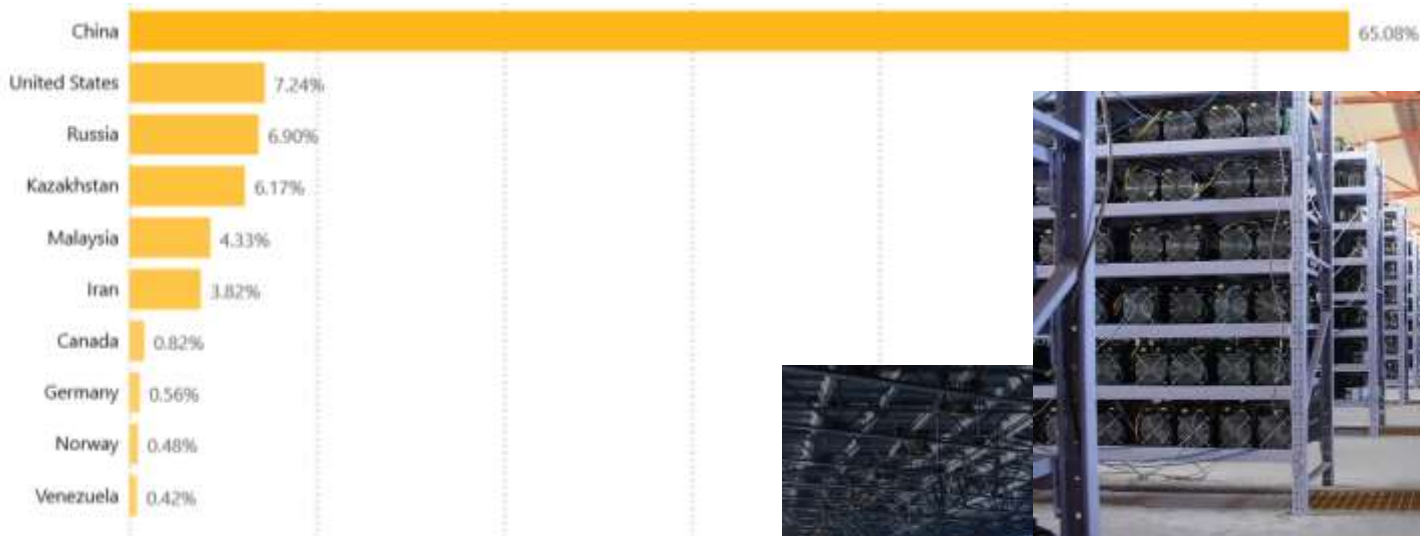 China 65.08%
United States 7.24%
Russia 6.90%
Kazakhstan 6.17%
Malaysia 4.33%
Iran 3.82%
Canada 0.82%
Germany 0.56%
Norway 0.48%
Venezuela 0.42%